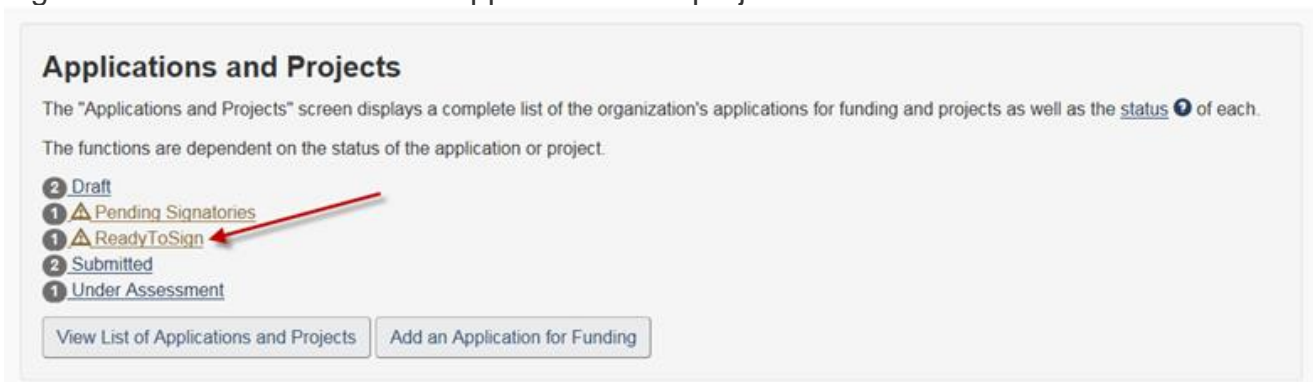 Applications and Projects
The "Applications and Projects" screen displays a complete list of the organization's applications for funding and projects as well as the status ? of each.
The functions are dependent on the status of the application or project.
2 Draft
1 Pending Signatories
1 ReadyToSign
2 Submitted
1 Under Assessment
View List of Applications and Projects Add an Application for Funding